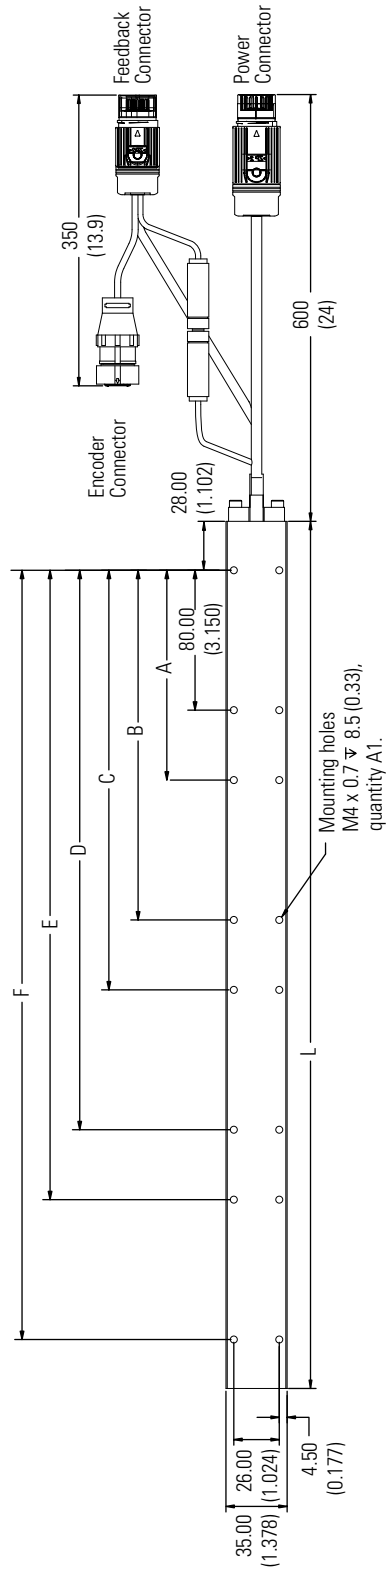 350
(13.9)
Feedback
Connector
Power
Connector
Encoder
Connector
600
(24)
28.00
(1.102)
80.00
(3.150)
A
B
C
D
E
F
Mounting holes
M4 x 0.7 ↧ 8.5 (0.33),
quantity A1.
L
26.00
(1.024)
35.00
(1.378)
4.50
(0.177)